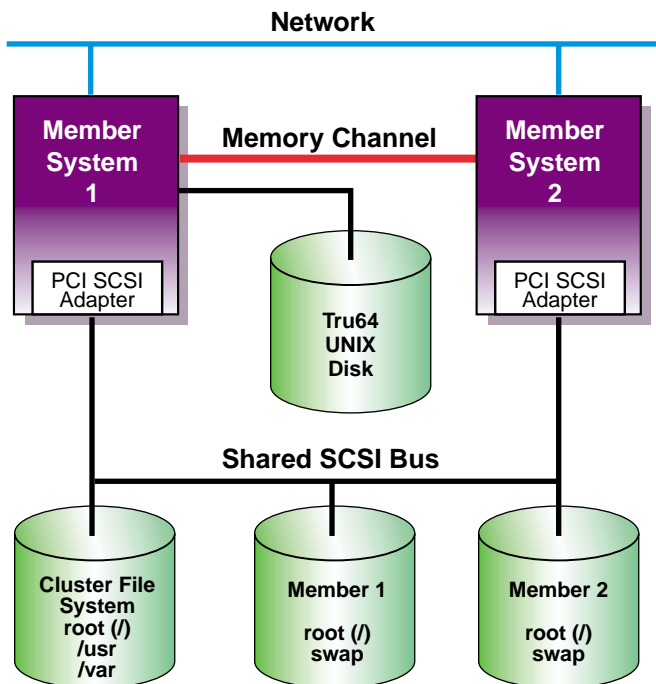 Network
Member
System
1
Memory Channel
Member
System
2
PCI SCSI
Adapter
PCI SCSI
Adapter
Tru64
UNIX
Disk
Shared SCSI Bus
Cluster File
System
root (/)
/usr
/var
Member 1
root (/)
swap
Member 2
root (/)
swap